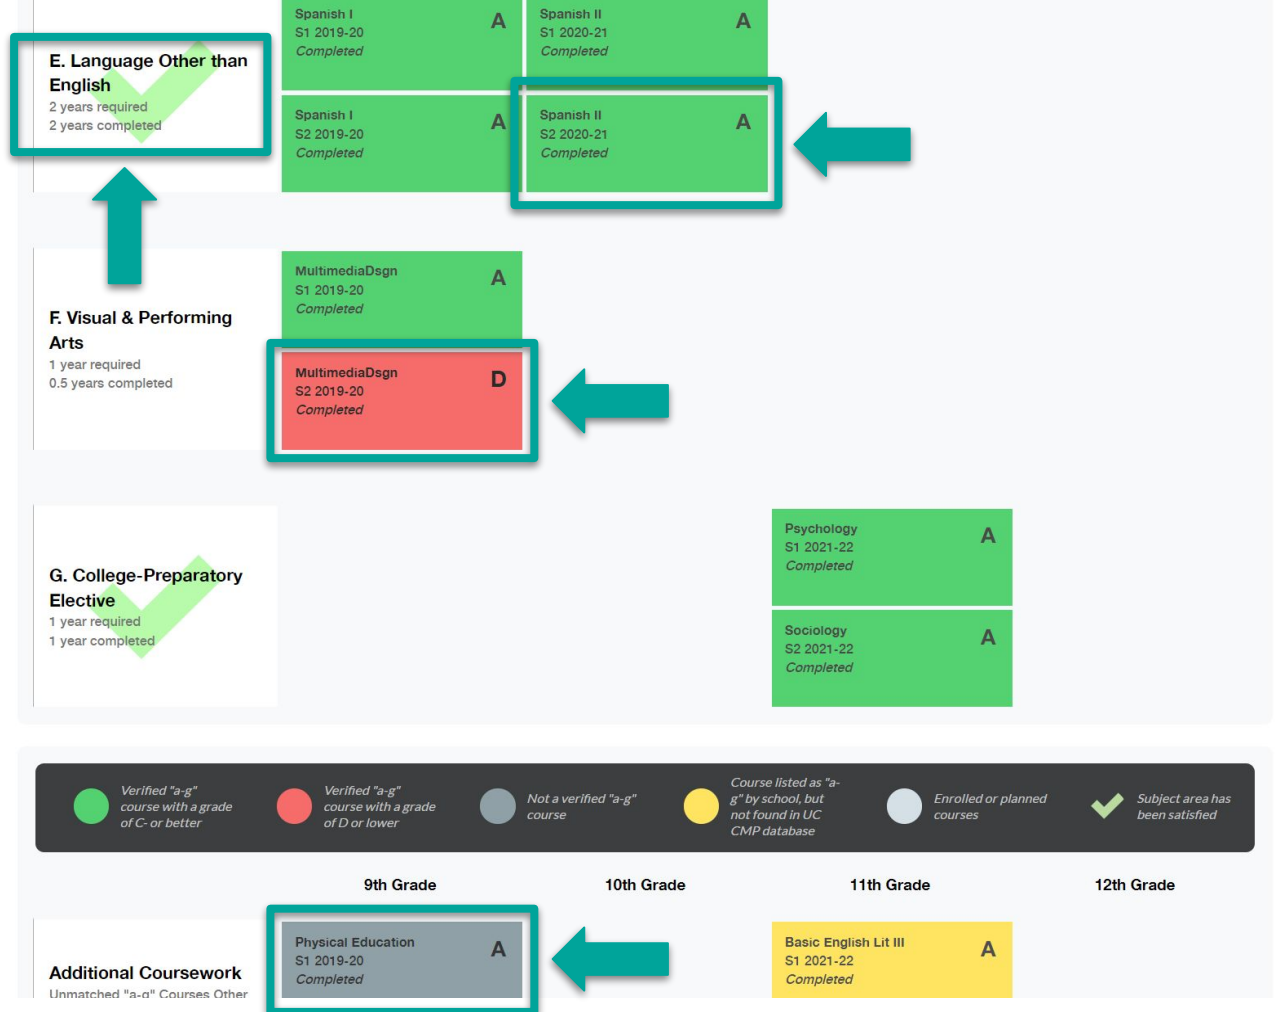 E. Language Other than
English
2 years required
2 years completed
Spanish I
A
S1 2019-20
Completed
Spanish II
A
S1 2020-21
Completed
Spanish I
A
S2 2019-20
Completed
Spanish II
A
S2 2020-21
Completed
F. Visual & Performing
Arts
1 year required
0.5 years completed
MultimediaDsgn
A
S1 2019-20
Completed
MultimediaDsgn
D
S2 2019-20
Completed
G. College-Preparatory
Elective
1 year required
1 year completed
Psychology
A
S1 2021-22
Completed
Sociology
A
S2 2021-22
Completed
Verified "a-g"
course with a grade
of C- or better
Verified "a-g"
course with a grade
of D or lower
Not a verified "a-g"
course
Course listed as "a-
g" by school, but
not found in UC
CMP database
Enrolled or planned
courses
Subject area has
been satisfied
9th Grade
10th Grade
11th Grade
12th Grade
Additional Coursework
Unmatched "a-g" Courses Other
Physical Education
A
S1 2019-20
Completed
Basic English Lit III
A
S1 2021-22
Completed